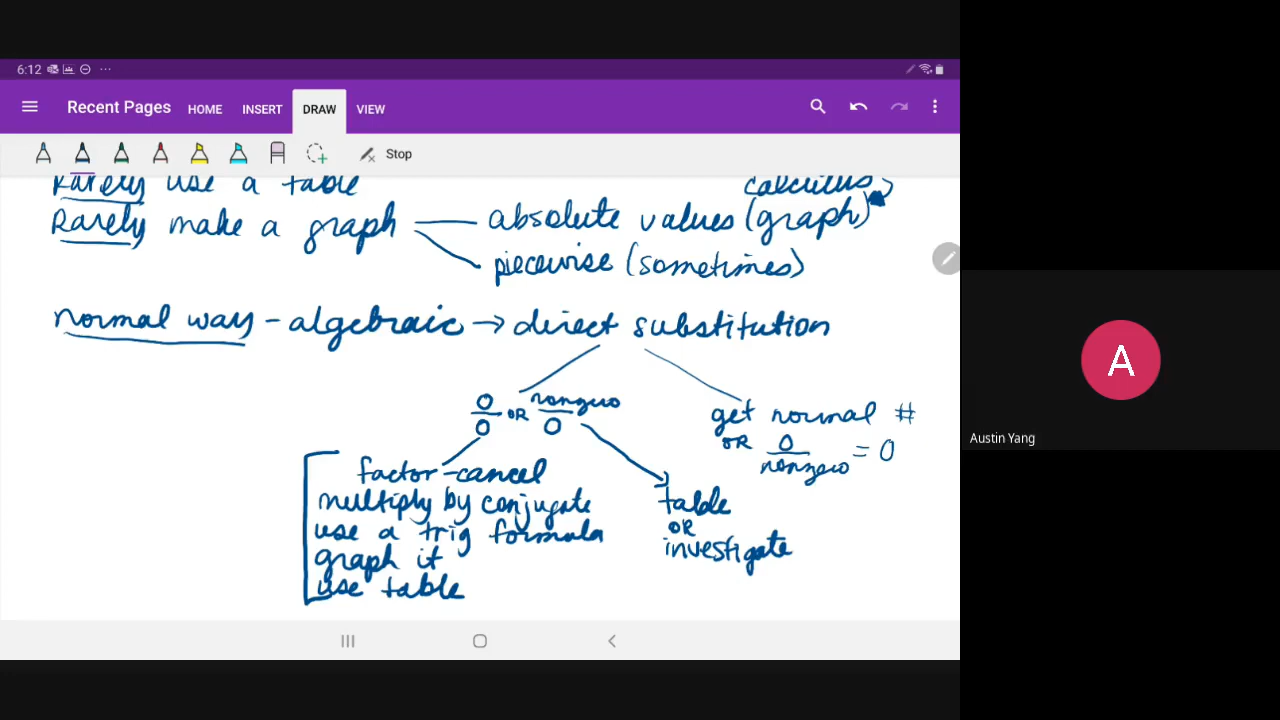 6:12
Recent Pages HOME INSERT DRAW VIEW
Stop
Rarely use a table
calculus
Rarely make a graph — absolute values (graph)
piecewise (sometimes)
normal way - algebraic → direct substitution
0/0 OR nonzero/0
get normal #
OR 0/nonzero = 0
factor - cancel
multiply by conjugate
use a trig formula
graph it
use table
table
OR
investigate
A
Austin Yang